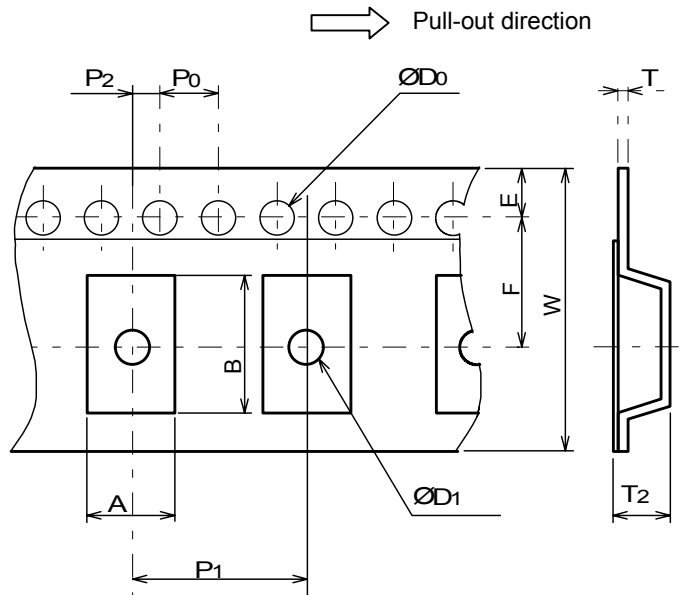 Pull-out direction
P2
P0
ØD0
T
E
F
W
B
A
ØD1
T2
P1